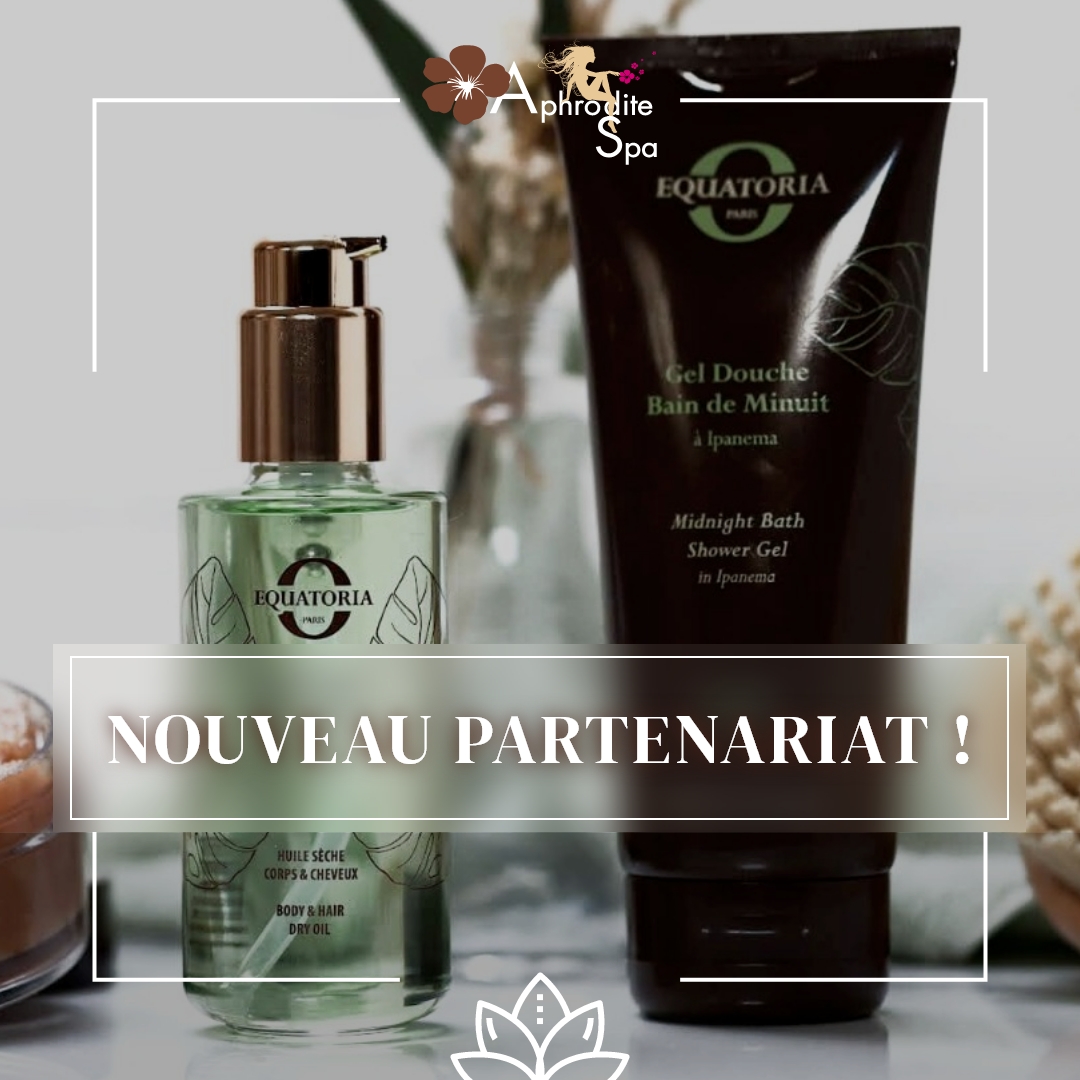 Aphrodite
Spa
EQUATORIA
PARIS
Gel Douche
Bain de Minuit
à Ipanema
Midnight Bath
Shower Gel
in Ipanema
EQUATORIA
-PARIS-
NOUVEAU PARTENARIAT !
HUILE SÈCHE
CORPS & CHEVEUX
BODY & HAIR
DRY OIL